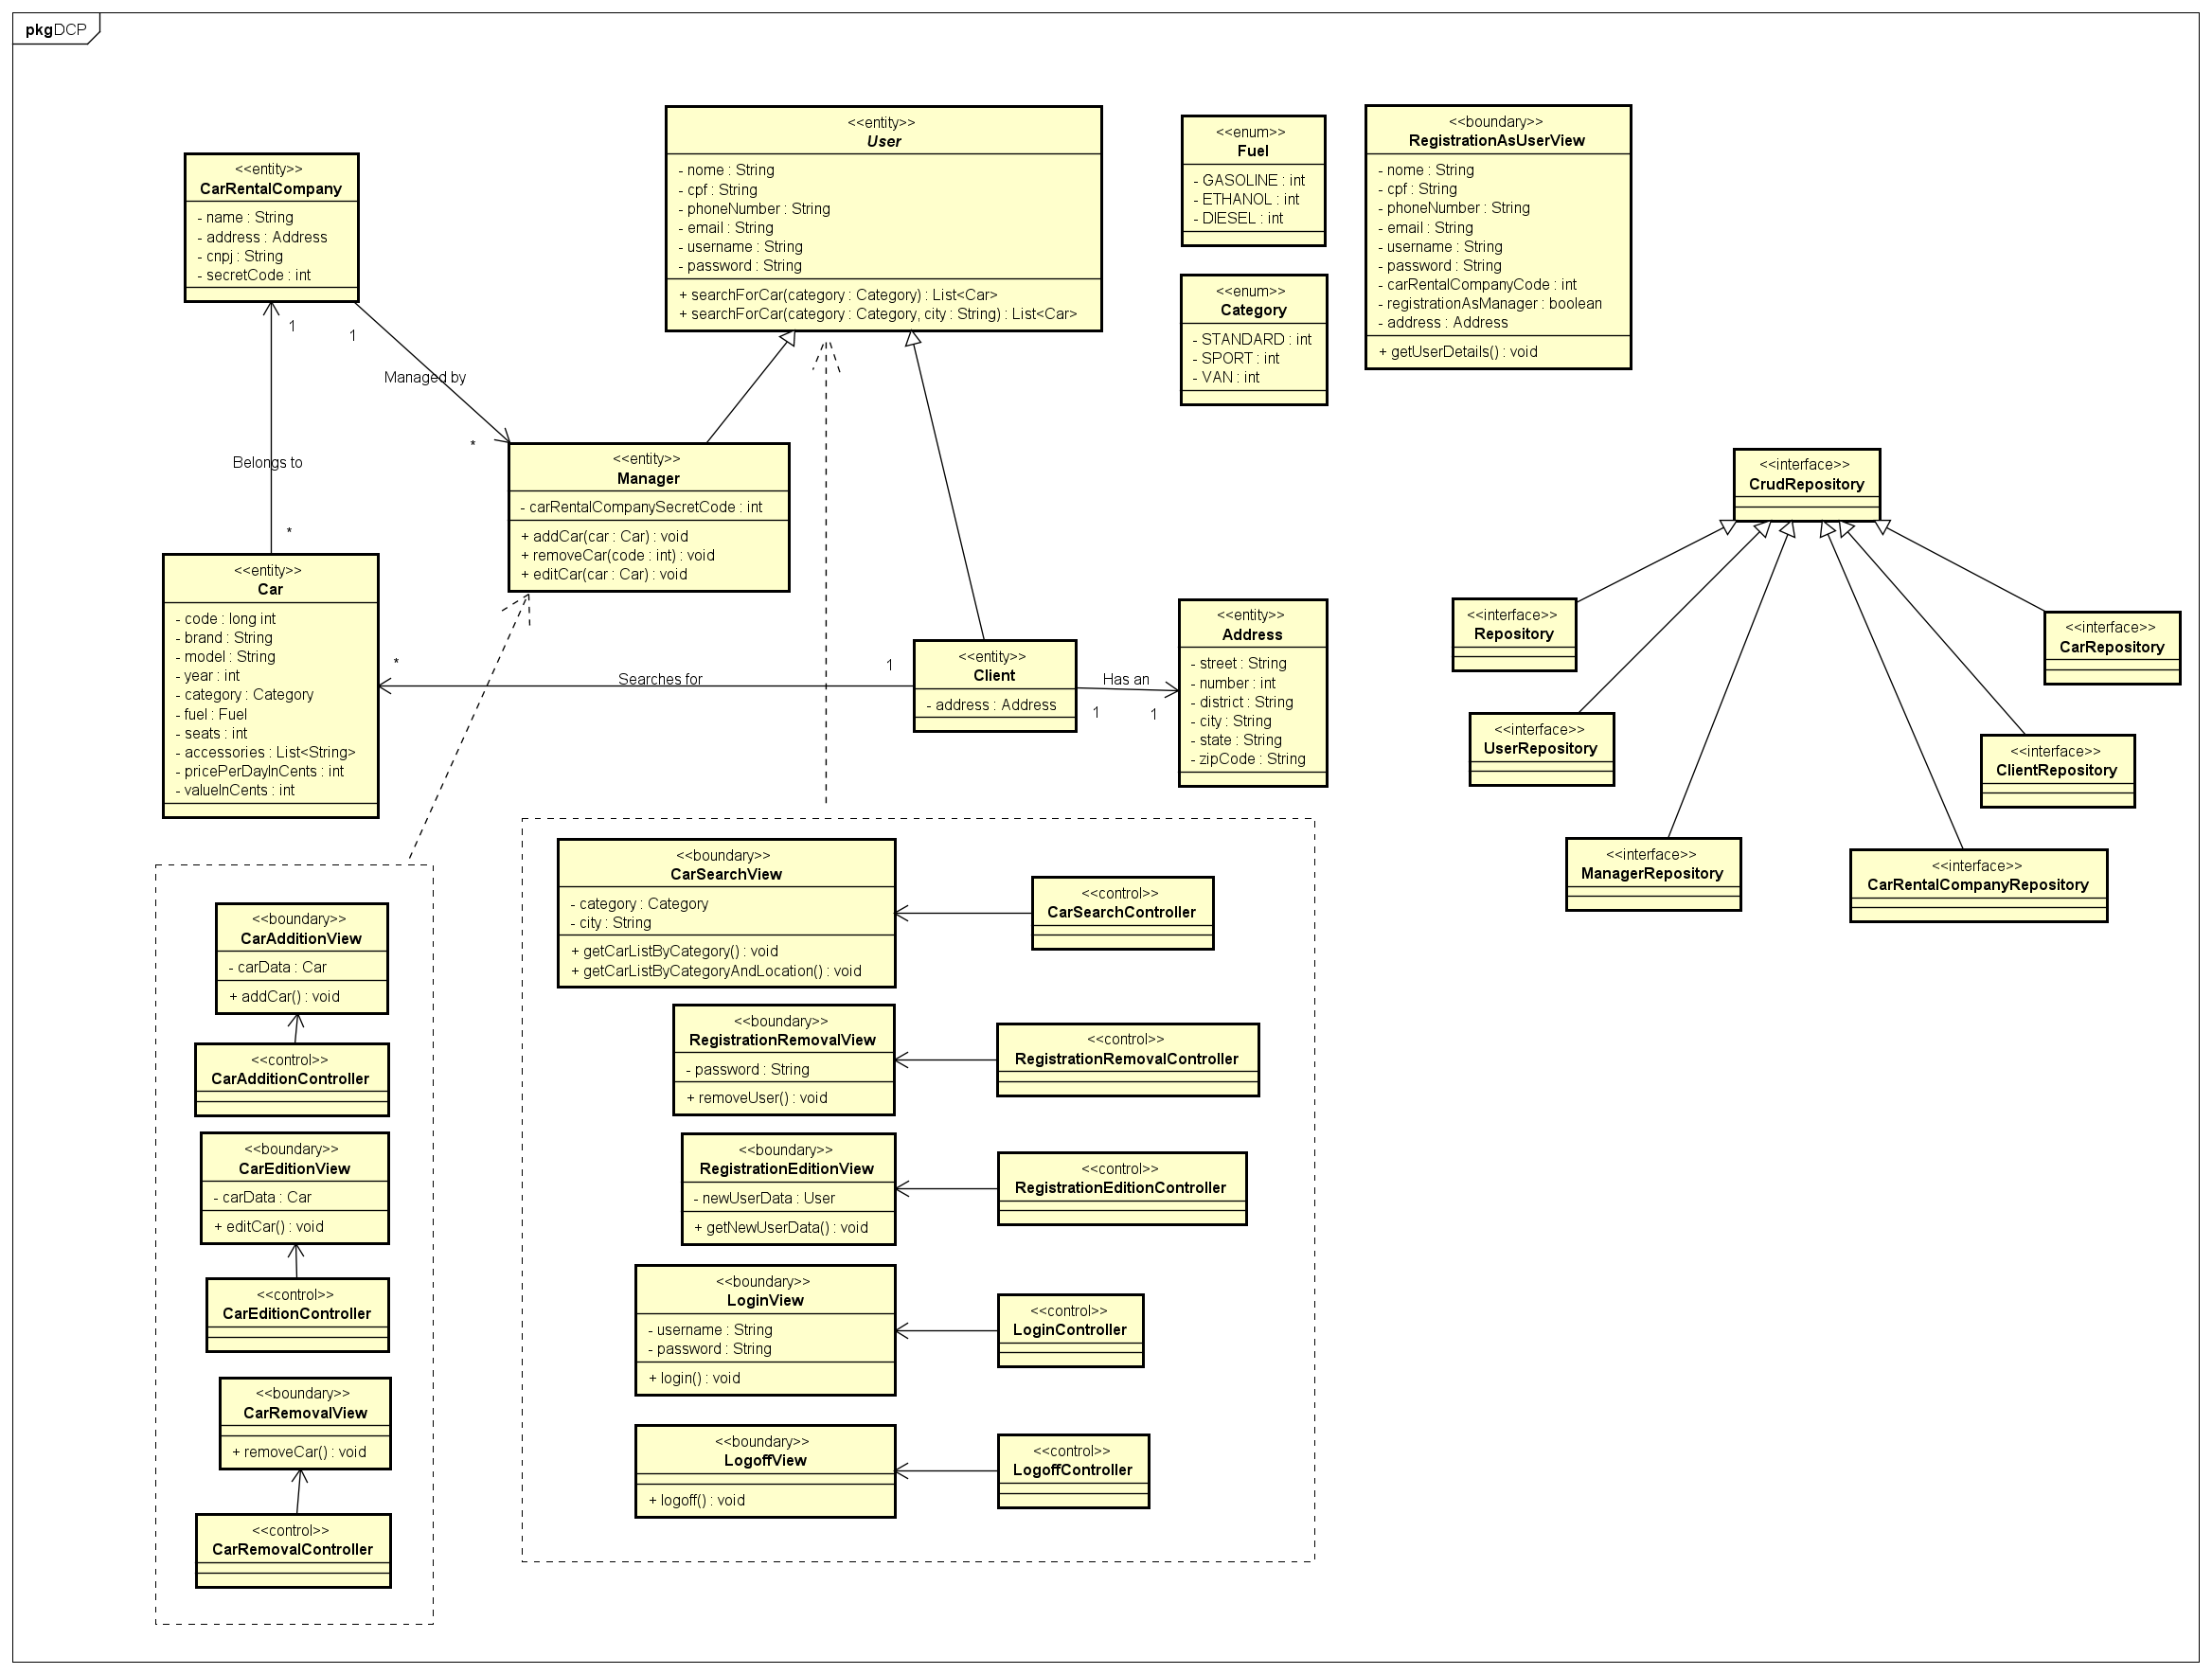 pkg DCP
<<entity>>
CarRentalCompany
- name : String
- address : Address
- cnpj : String
- secretCode : int
<<entity>>
User
- nome : String
- cpf : String
- phoneNumber : String
- email : String
- username : String
- password : String
+ searchForCar(category : Category) : List<Car>
+ searchForCar(category : Category, city : String) : List<Car>
<<enum>>
Fuel
- GASOLINE : int
- ETHANOL : int
- DIESEL : int
<<enum>>
Category
- STANDARD : int
- SPORT : int
- VAN : int
<<boundary>>
RegistrationAsUserView
- nome : String
- cpf : String
- phoneNumber : String
- email : String
- username : String
- password : String
- carRentalCompanyCode : int
- registrationAsManager : boolean
- address : Address
+ getUserDetails() : void
1
1
Managed by
*
Belongs to
*
<<entity>>
Manager
- carRentalCompanySecretCode : int
+ addCar(car : Car) : void
+ removeCar(code : int) : void
+ editCar(car : Car) : void
<<entity>>
Car
- code : long int
- brand : String
- model : String
- year : int
- category : Category
- fuel : Fuel
- seats : int
- accessories : List<String>
- pricePerDayInCents : int
- valueInCents : int
*
Searches for
1
<<entity>>
Client
- address : Address
Has an
1
1
<<entity>>
Address
- street : String
- number : int
- district : String
- city : String
- state : String
- zipCode : String
<<interface>>
CrudRepository
<<interface>>
Repository
<<interface>>
CarRepository
<<interface>>
UserRepository
<<interface>>
ClientRepository
<<interface>>
ManagerRepository
<<interface>>
CarRentalCompanyRepository
<<boundary>>
CarAdditionView
- carData : Car
+ addCar() : void
<<control>>
CarAdditionController
<<boundary>>
CarEditionView
- carData : Car
+ editCar() : void
<<control>>
CarEditionController
<<boundary>>
CarRemovalView
+ removeCar() : void
<<control>>
CarRemovalController
<<boundary>>
CarSearchView
- category : Category
- city : String
+ getCarListByCategory() : void
+ getCarListByCategoryAndLocation() : void
<<control>>
CarSearchController
<<boundary>>
RegistrationRemovalView
- password : String
+ removeUser() : void
<<control>>
RegistrationRemovalController
<<boundary>>
RegistrationEditionView
- newUserData : User
+ getNewUserData() : void
<<control>>
RegistrationEditionController
<<boundary>>
LoginView
- username : String
- password : String
+ login() : void
<<control>>
LoginController
<<boundary>>
LogoffView
+ logoff() : void
<<control>>
LogoffController